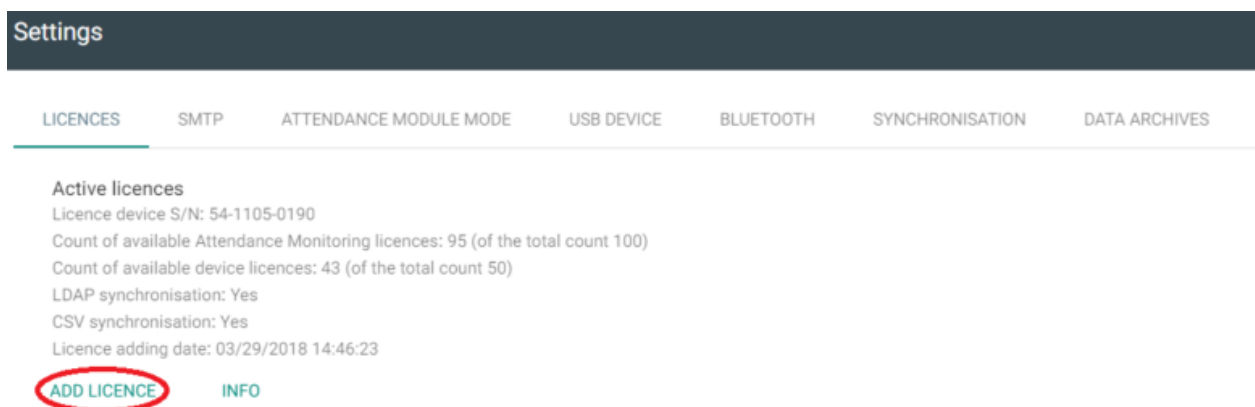 Settings
LICENCES SMTP ATTENDANCE MODULE MODE USB DEVICE BLUETOOTH SYNCHRONISATION DATA ARCHIVES
Active licences
Licence device S/N: 54-1105-0190
Count of available Attendance Monitoring licences: 95 (of the total count 100)
Count of available device licences: 43 (of the total count 50)
LDAP synchronisation: Yes
CSV synchronisation: Yes
Licence adding date: 03/29/2018 14:46:23
ADD LICENCE INFO